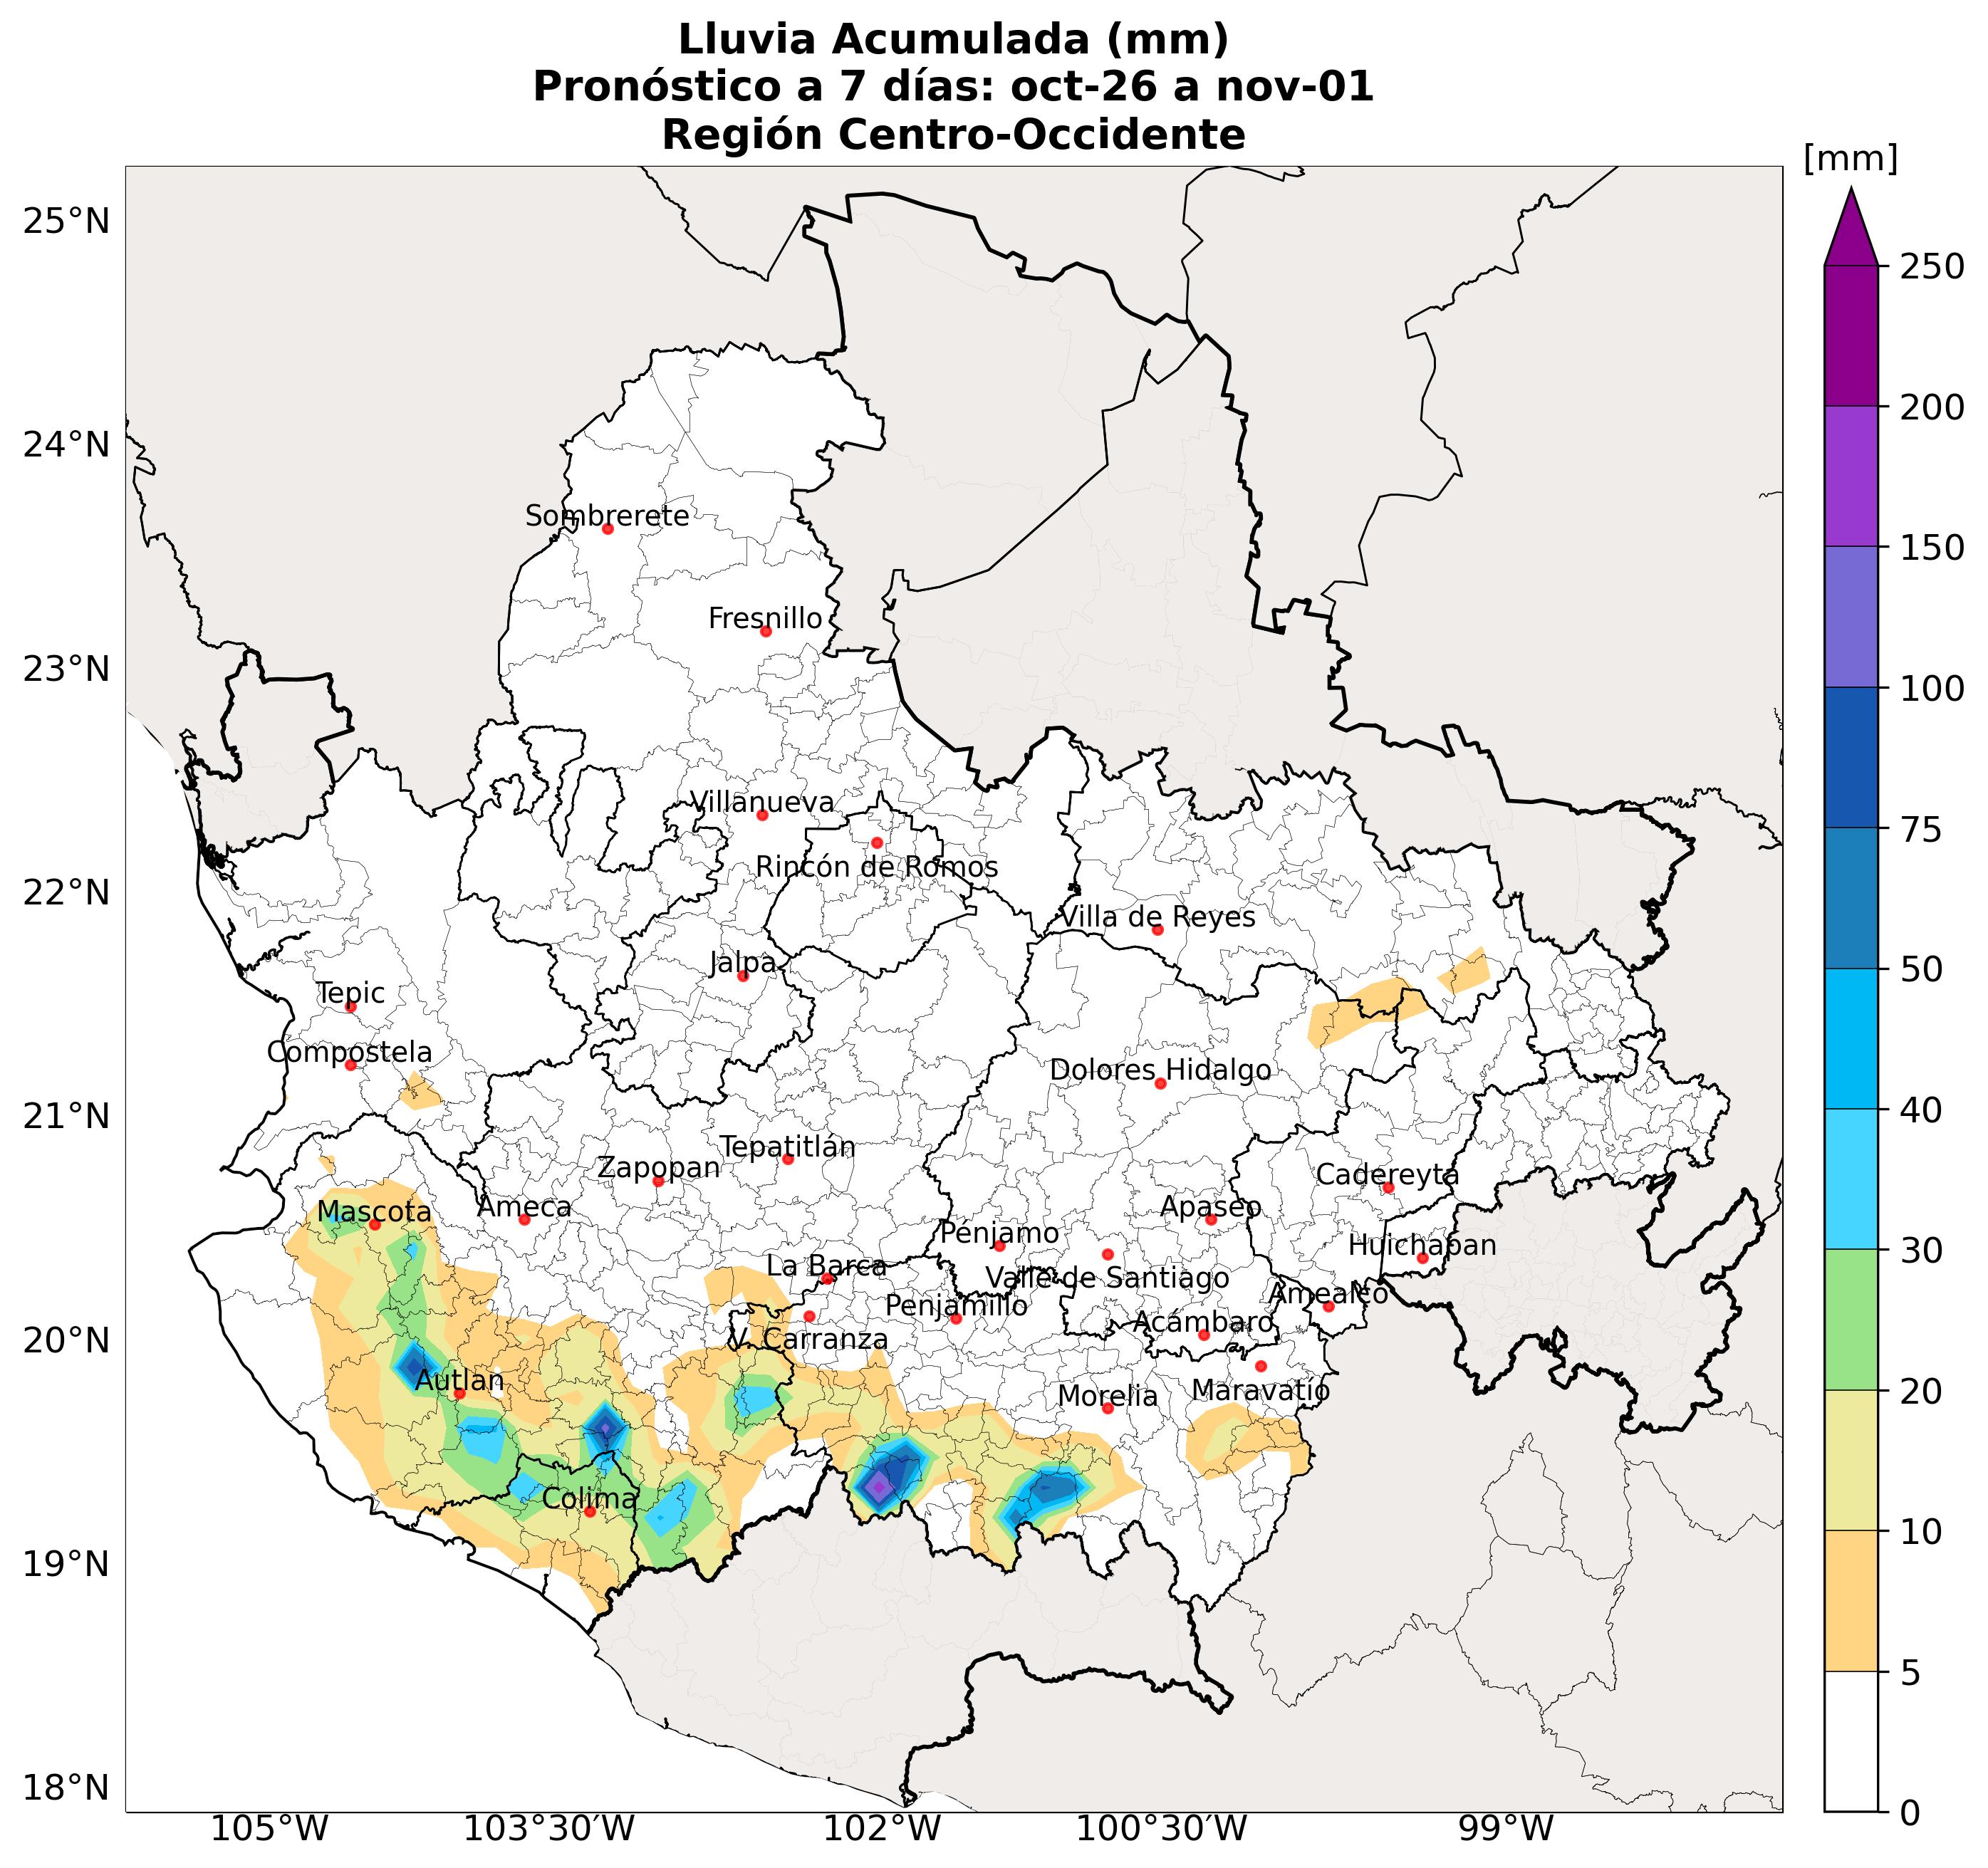 Lluvia Acumulada (mm)
Pronóstico a 7 días: oct-26 a nov-01
Región Centro-Occidente
[mm]
25°N
250
200
24°N
Sombrerete
150
Fresnillo
23°N
100
Villanueva
75
Rincón de Romos
22°N
Villa de Reyes
Jalpa
50
Tepic
Compostela
Dolores Hidalgo
21°N
40
Tepatitlán
Zapopan
Cadereyta
Mascota
Ameca
Apaseo
Pénjamo
Huichapan
30
La Barca
Valle de Santiago
Amealco
Penjamillo
Acámbaro
20°N
V. Carranza
Autlan
Morelia
Maravatío
20
Colima
10
19°N
5
18°N
0
105°W
103°30'W
102°W
100°30'W
99°W